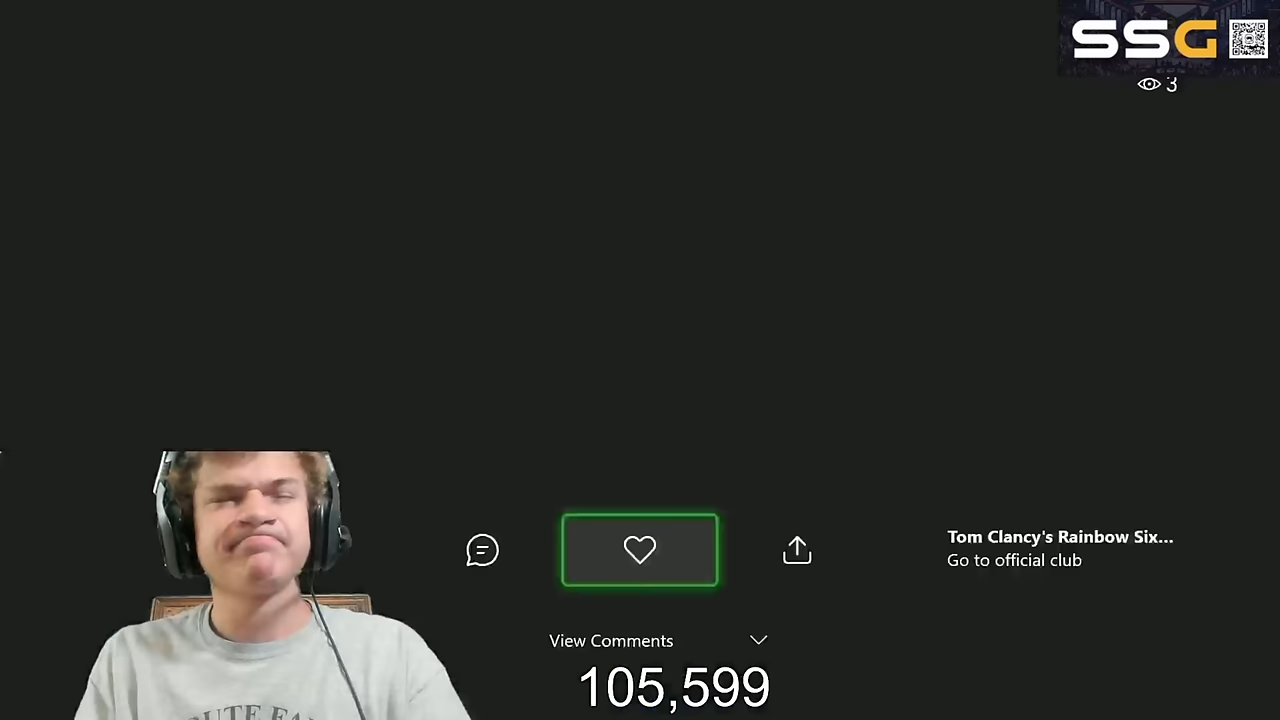 SSG
3
Tom Clancy's Rainbow Six...
Go to official club
View Comments
105,599